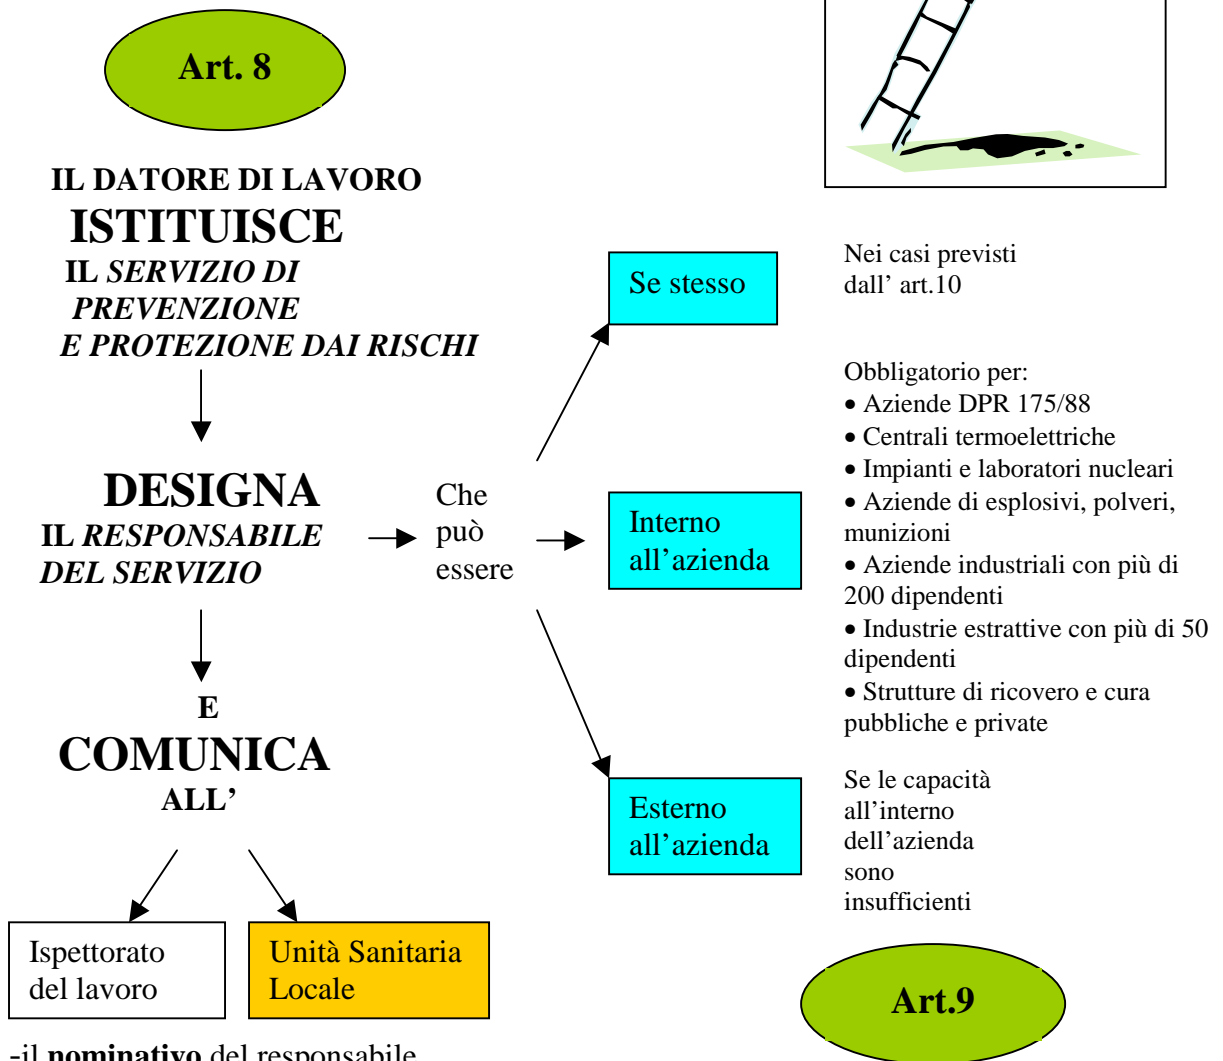 Art. 8
IL DATORE DI LAVORO
ISTITUISCE
IL SERVIZIO DI
PREVENZIONE
E PROTEZIONE DAI RISCHI
DESIGNA
IL RESPONSABILE
DEL SERVIZIO
E
COMUNICA
ALL’
Ispettorato
del lavoro
Unità Sanitaria
Locale
-il nominativo del responsabile
Che
può
essere
Se stesso
Nei casi previsti
dall’ art.10
Interno
all’azienda
Obbligatorio per:
• Aziende DPR 175/88
• Centrali termoelettriche
• Impianti e laboratori nucleari
• Aziende di esplosivi, polveri,
munizioni
• Aziende industriali con più di
200 dipendenti
• Industrie estrattive con più di 50
dipendenti
• Strutture di ricovero e cura
pubbliche e private
Esterno
all’azienda
Se le capacità
all’interno
dell’azienda
sono
insufficienti
Art.9